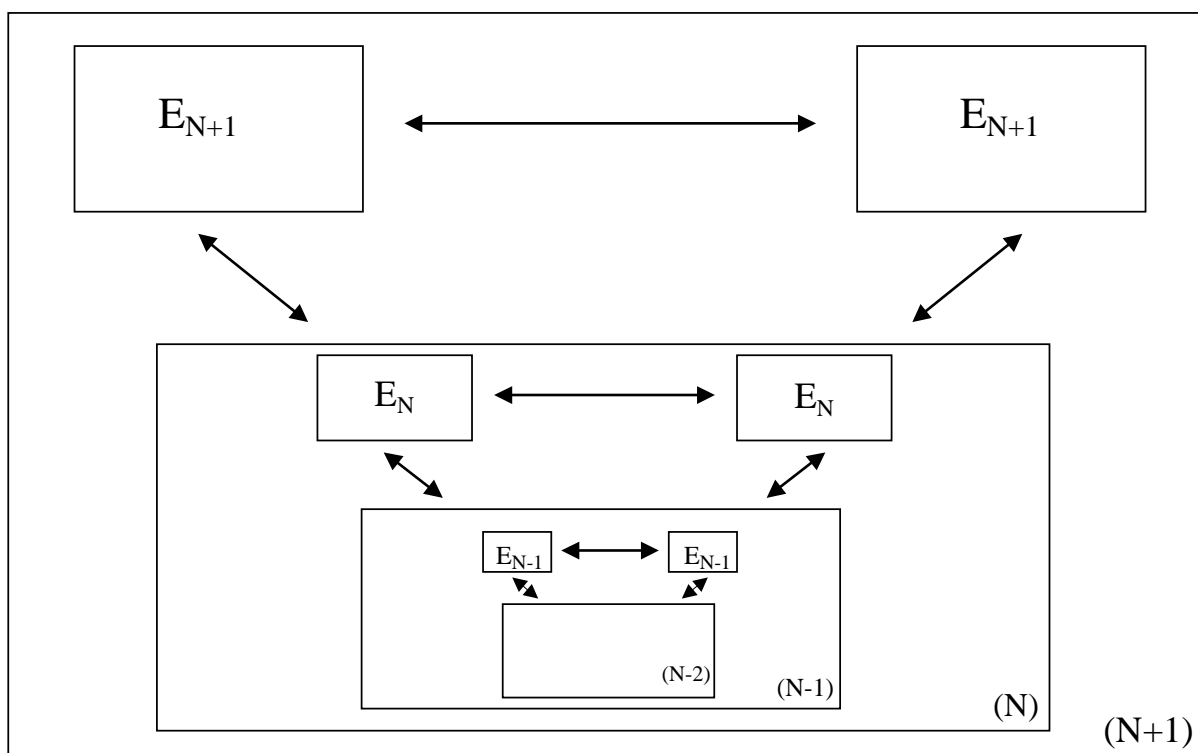 E_{N+1} E_{N+1}
E_N E_N
E_{N-1} E_{N-1}
(N-2)
(N-1)
(N)
(N+1)